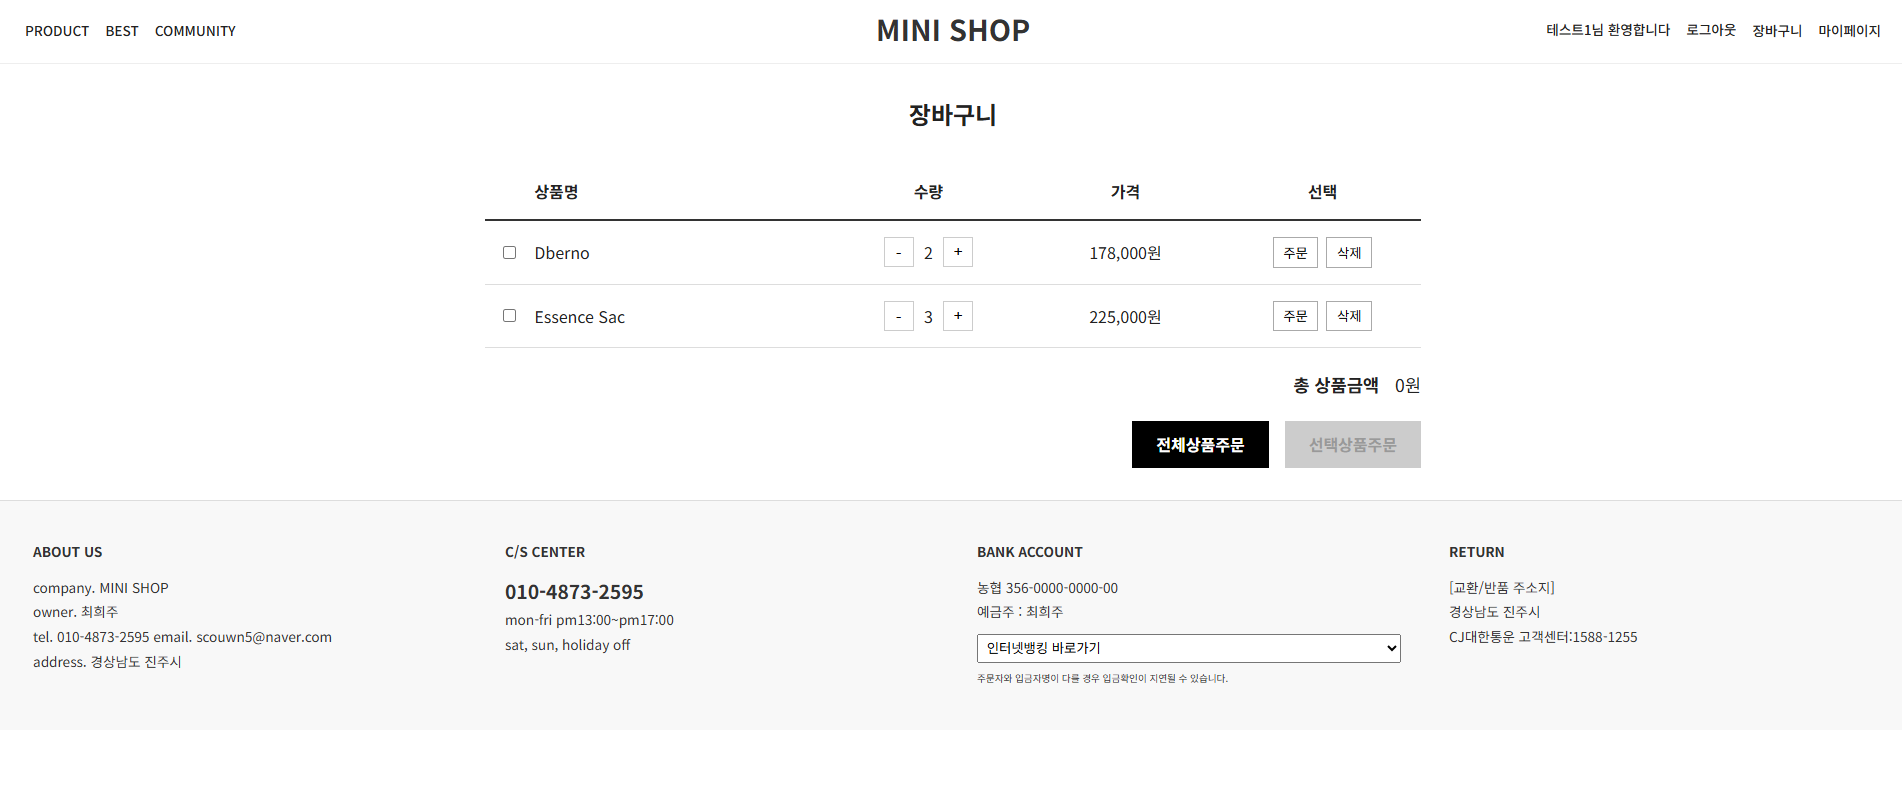 PRODUCT BEST COMMUNITY
MINI SHOP
테스트1님 환영합니다 로그아웃 장바구니 마이페이지
장바구니
상품명 수량 가격 선택
Dberno - 2 + 178,000원 주문 삭제
Essence Sac - 3 + 225,000원 주문 삭제
총 상품금액 0원
전체상품주문 선택상품주문
ABOUT US
company. MINI SHOP
owner. 최희주
tel. 010-4873-2595 email. scouwn5@naver.com
address. 경상남도 진주시
C/S CENTER
010-4873-2595
mon-fri pm13:00~pm17:00
sat, sun, holiday off
BANK ACCOUNT
농협 356-0000-0000-00
예금주 : 최희주
인터넷뱅킹 바로가기
주문자와 입금자명이 다를 경우 입금확인이 지연될 수 있습니다.
RETURN
[교환/반품 주소지]
경상남도 진주시
CJ대한통운 고객센터:1588-1255